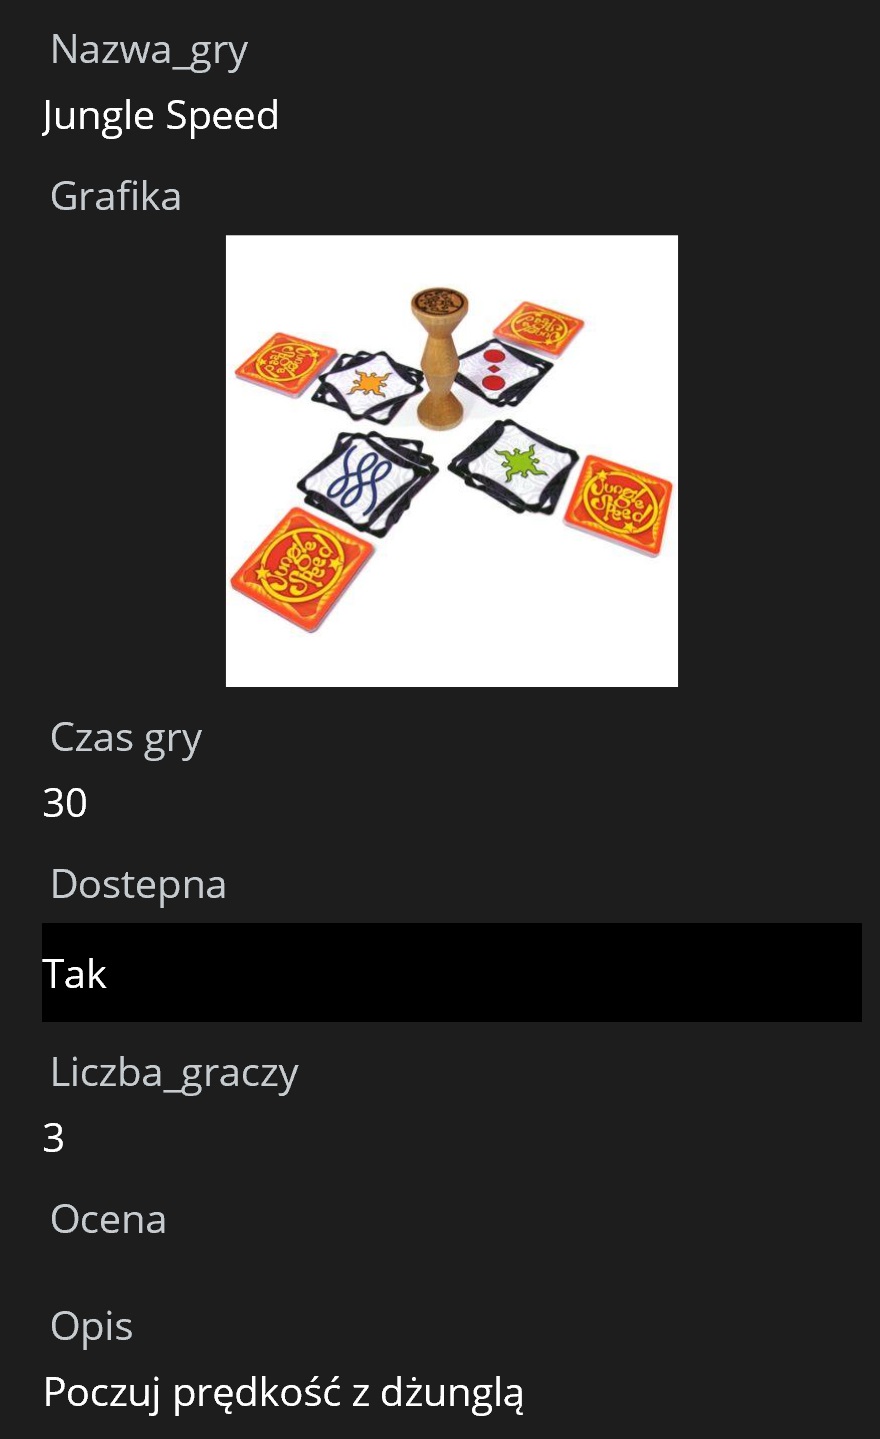 Nazwa_gry
Jungle Speed
Grafika
Jungle
Speed
Jungle
Speed
Jungle
Speed
Jungle
Speed
Czas gry
30
Dostepna
Tak
Liczba_graczy
3
Ocena
Opis
Poczuj prędkość z dżunglą